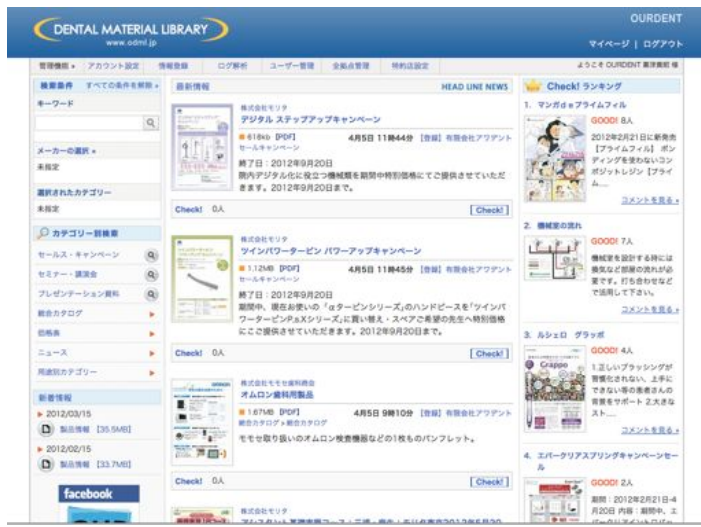 DENTAL MATERIAL LIBRARY
www.odml.jp
OURDENT
マイページ | ログアウト
管理機能 アカウント設定 情報登録 ログ解析 ユーザー管理 全拠点管理 特約店設定
ようこそ OURDENT 様
検索条件 すべての条件を解除
キーワード
メーカーの選択
未指定
選択されたカテゴリー
未指定
カテゴリー別検索
セールス・キャンペーン
セミナー・講演会
プレゼンテーション資料
総合カタログ
価格表
ニュース
用途別カテゴリー
新着情報
2012/03/15
製品情報 [35.5MB]
2012/02/15
製品情報 [33.7MB]
facebook
最新情報 HEAD LINE NEWS
株式会社モリタ
デジタル ステップアップキャンペーン
618kb [PDF] 4月5日 11時44分 [登録] 有限会社アワデント
セールキャンペーン
終了日：2012年9月20日
院内デジタル化に役立つ機械類を期間中特別価格にてご提供させていただ
きます。2012年9月20日まで。
Check! 0人 [Check!]
株式会社モリタ
ツインパワータービン パワーアップキャンペーン
1.12MB [PDF] 4月5日 11時45分 [登録] 有限会社アワデント
セールキャンペーン
終了日：2012年9月20日
期間中、現在お使いの「αタービンシリーズ」のハンドピースを「ツインパ
ワータービンP,aXシリーズ」に買い替え・スペアご希望の先生へ特別価格
にてご提供させていただきます。2012年9月20日まで。
Check! 0人 [Check!]
株式会社モモセ歯科商会
オムロン歯科用製品
1.67MB [PDF] 4月5日 9時10分 [登録] 有限会社アワデント
総合カタログ » 総合カタログ
モモセ取り扱いのオムロン検査機器などの1枚ものパンフレット。
Check! 0人 [Check!]
株式会社モリタ
Check! ランキング
1. マンガdeプライムフィル
GOOD! 8人
2012年2月21日に新発売
【プライムフィル】 ボン
ディングを使わないコン
ポジットレジン【プライ
ム....
コメントを見る
2. 機械室の流れ
GOOD! 7人
機械室を設計する時には
換気など部屋の流れが必
要です。打ち合わせなど
で活用して下さい。
コメントを見る
3. ルシェロ グラッポ
Grappo
GOOD! 4人
1.正しいブラッシングが
習慣化されない、上手に
できない等の患者さんの
背景をサポート 2.大きな
スト....
コメントを見る
4. エバークリアスプリングキャンペーンセー
ル
GOOD! 2人
期間：2012年2月21日-4
月20日 内容：期間中、エ